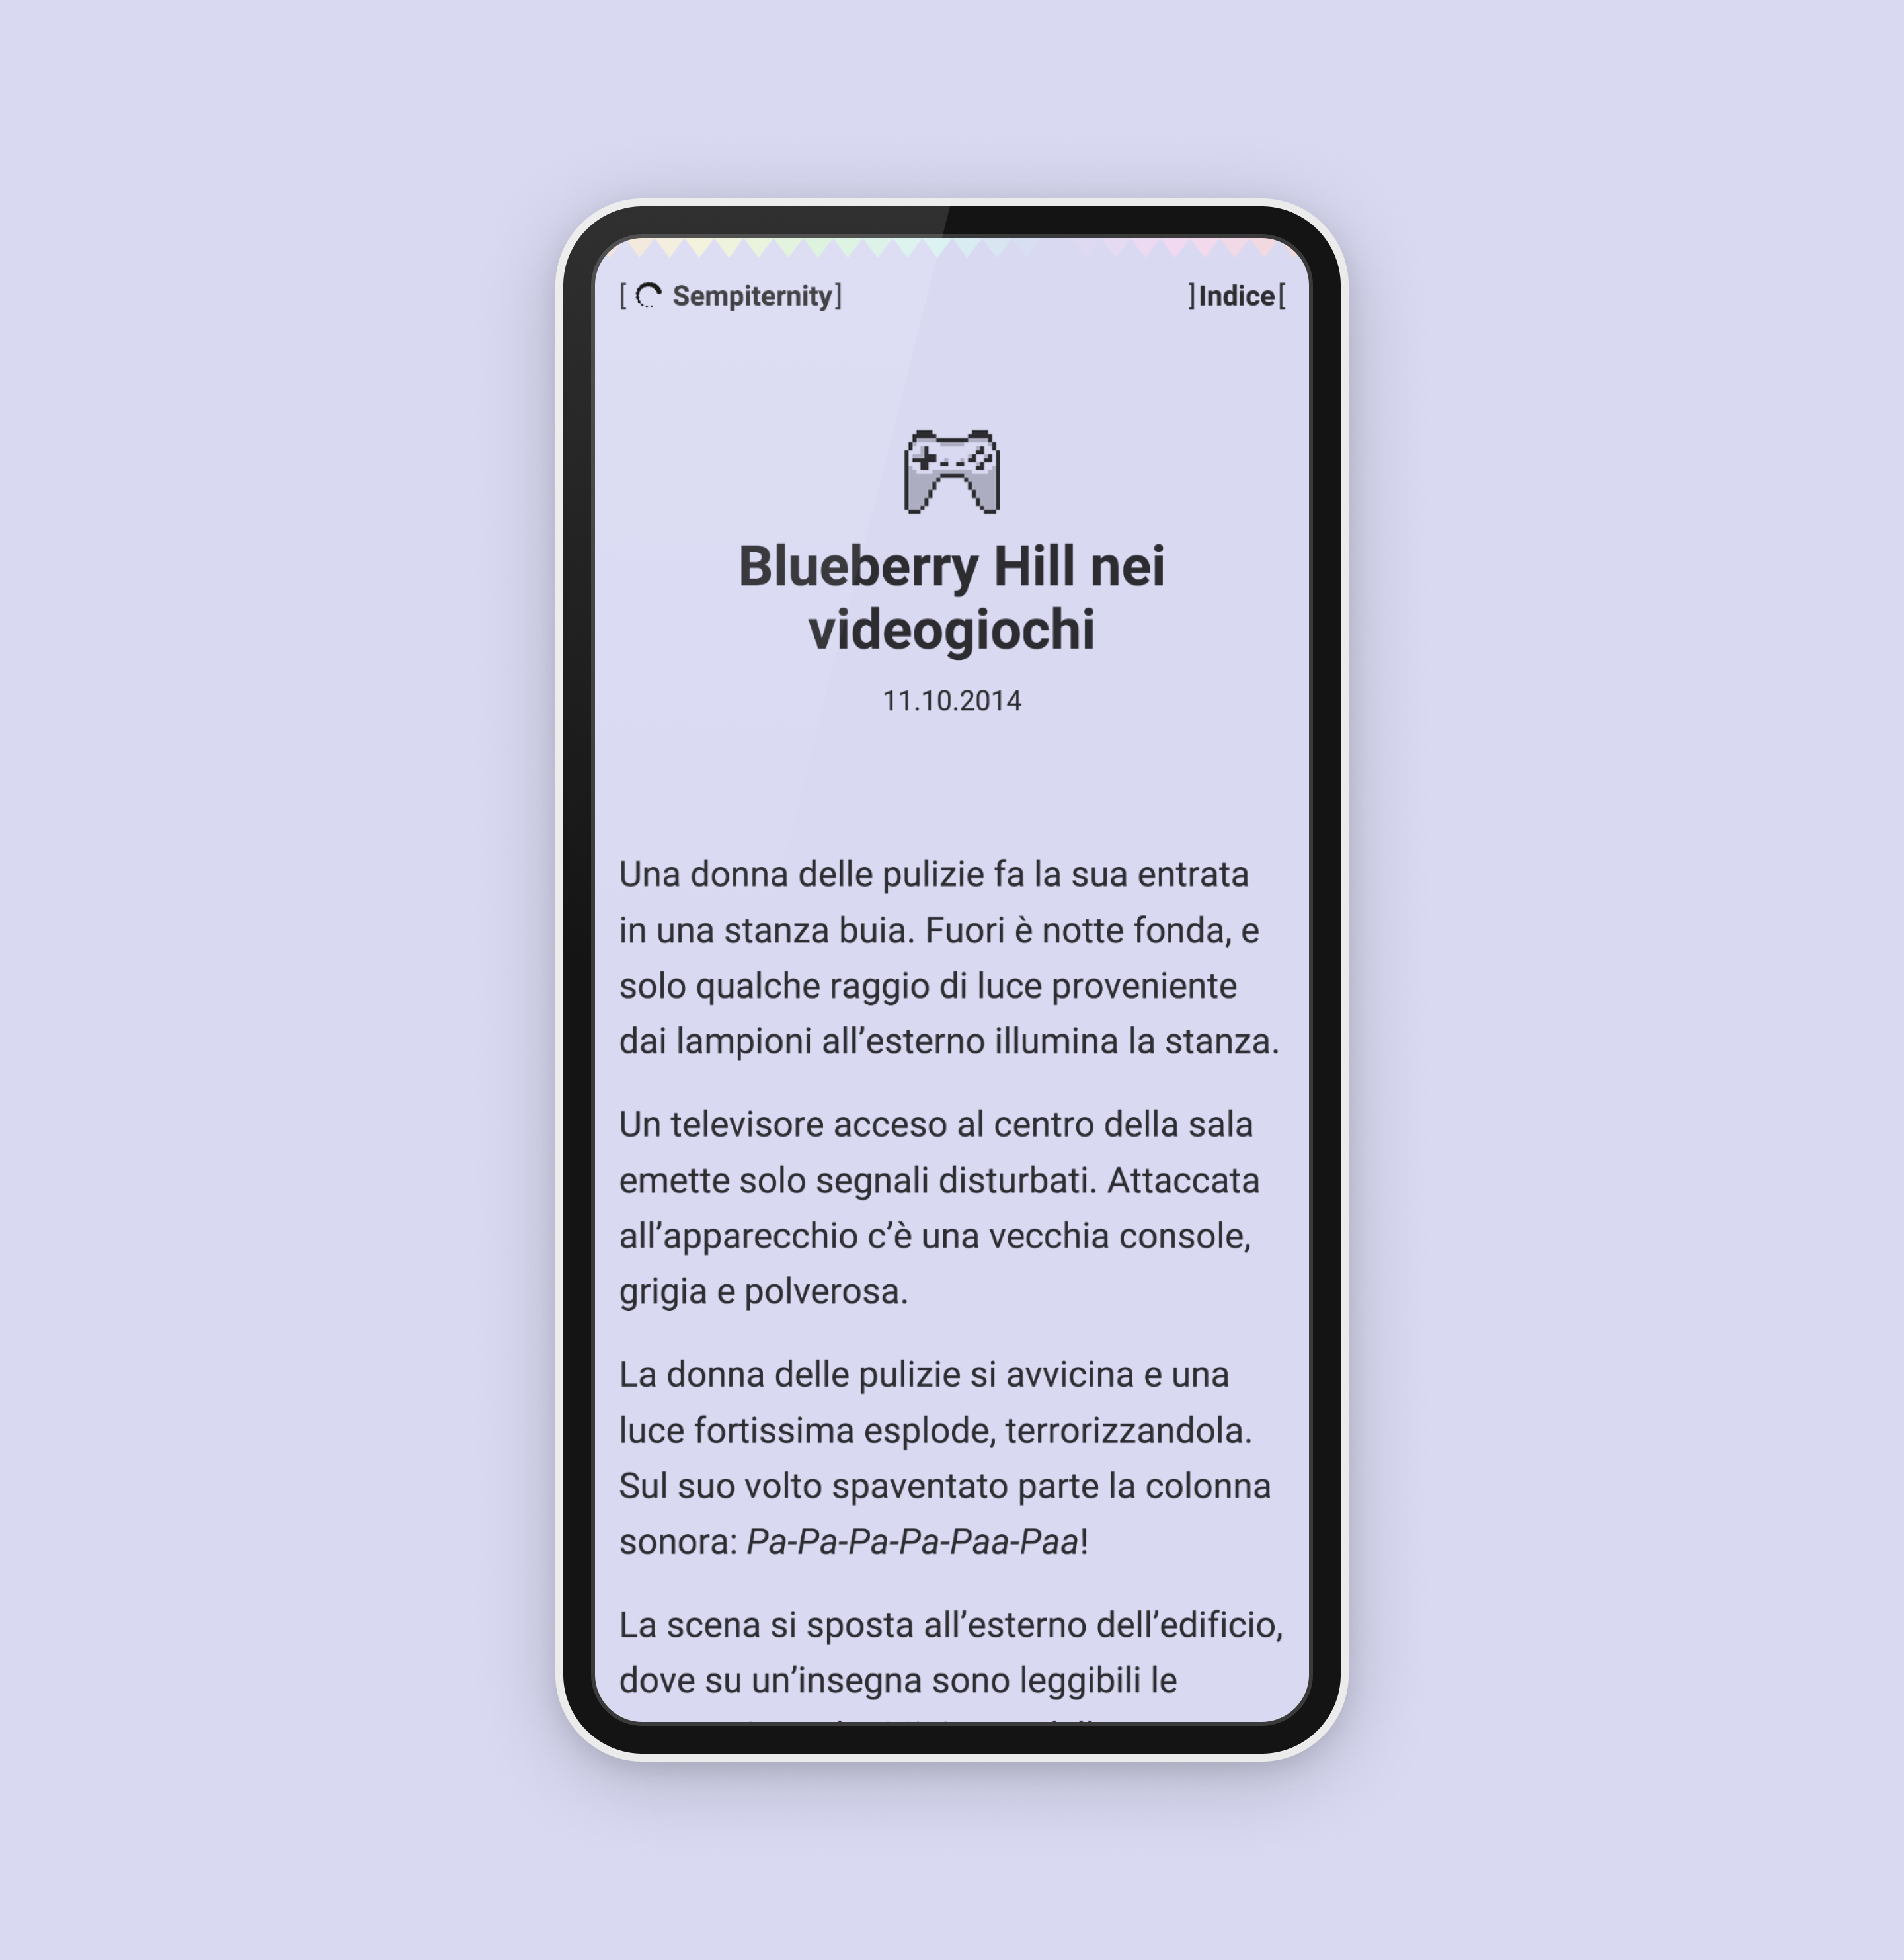 [ Sempiternity]
]Indice[
Blueberry Hill nei
videogiochi
11.10.2014
Una donna delle pulizie fa la sua entrata
in una stanza buia. Fuori è notte fonda, e
solo qualche raggio di luce proveniente
dai lampioni all’esterno illumina la stanza.
Un televisore acceso al centro della sala
emette solo segnali disturbati. Attaccata
all’apparecchio c’è una vecchia console,
grigia e polverosa.
La donna delle pulizie si avvicina e una
luce fortissima esplode, terrorizzandola.
Sul suo volto spaventato parte la colonna
sonora: Pa-Pa-Pa-Pa-Paa-Paa!
La scena si sposta all’esterno dell’edificio,
dove su un’insegna sono leggibili le